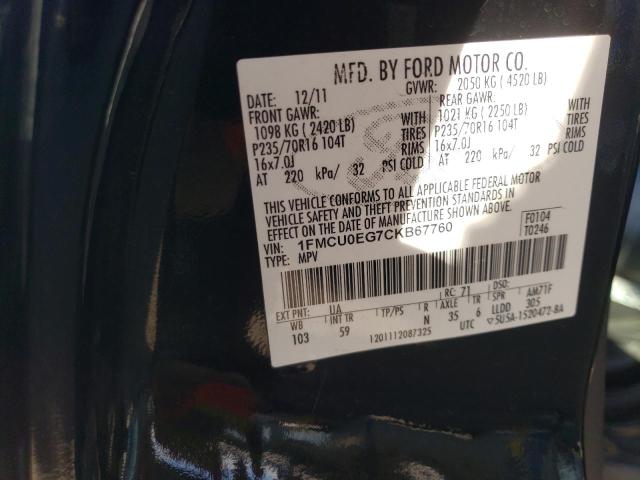 MFD. BY FORD MOTOR CO.
DATE: 12/11 GVWR: 2050 KG ( 4520 LB)
FRONT GAWR: REAR GAWR:
1098 KG ( 2420 LB) WITH 1021 KG ( 2250 LB) WITH
P235/70R16 104T TIRES P235/70R16 104T TIRES
16x7.0J RIMS 16x7.0J RIMS
AT 220 kPa/ 32 PSI COLD AT 220 kPa/ 32 PSI COLD
THIS VEHICLE CONFORMS TO ALL APPLICABLE FEDERAL MOTOR
VEHICLE SAFETY AND THEFT PREVENTION STANDARDS IN
EFFECT ON THE DATE OF MANUFACTURE SHOWN ABOVE.
VIN: 1FMCU0EG7CKB67760 F0104
TYPE: MPV T0246
EXT PNT: UA RC: 71 DSO:
WB INT TR TP/PS R AXLE TR SPR AM71F
103 59 N 35 6 LLDD 305
1201112087325 UTC 5U5A-1520472-BA